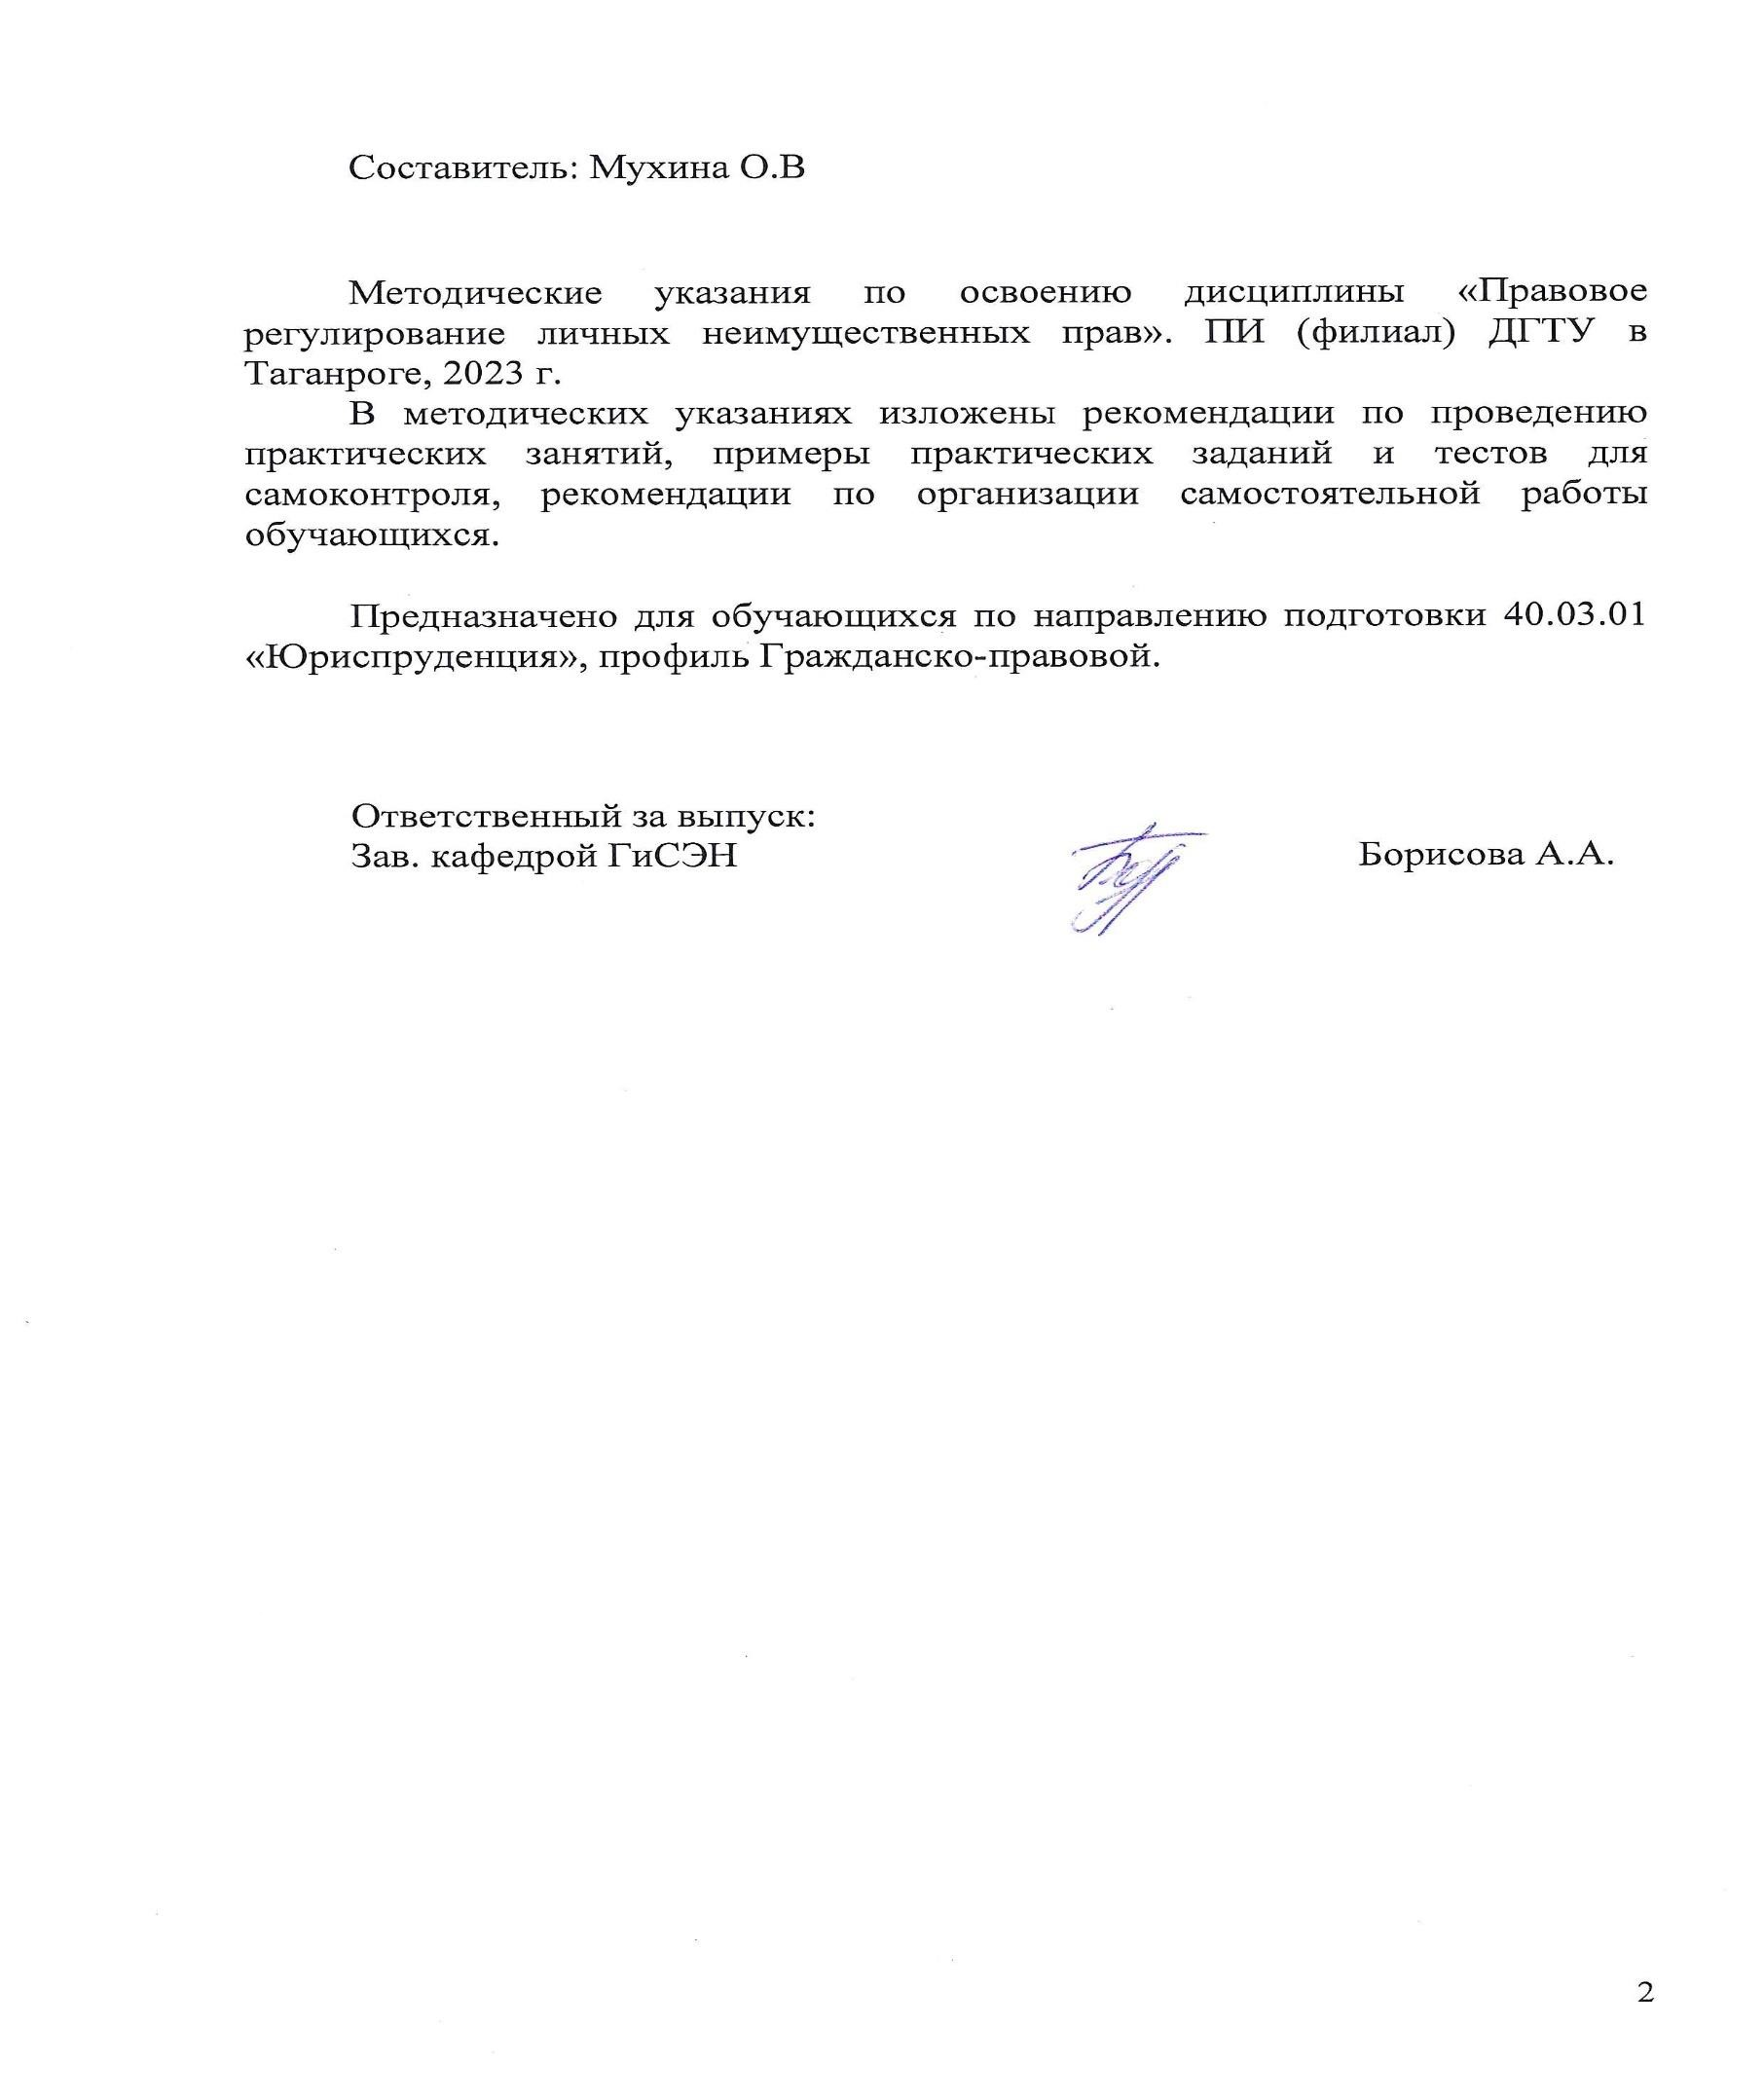 Составитель: Мухина О.В
Методические указания по освоению дисциплины «Правовое
регулирование личных неимущественных прав». ПИ (филиал) ДГТУ в
Таганроге, 2023 г.
В методических указаниях изложены рекомендации по проведению
практических занятий, примеры практических заданий и тестов для
самоконтроля, рекомендации по организации самостоятельной работы
обучающихся.
Предназначено для обучающихся по направлению подготовки 40.03.01
«Юриспруденция», профиль Гражданско-правовой.
Ответственный за выпуск:
Зав. кафедрой ГиСЭН Борисова А.А.
2